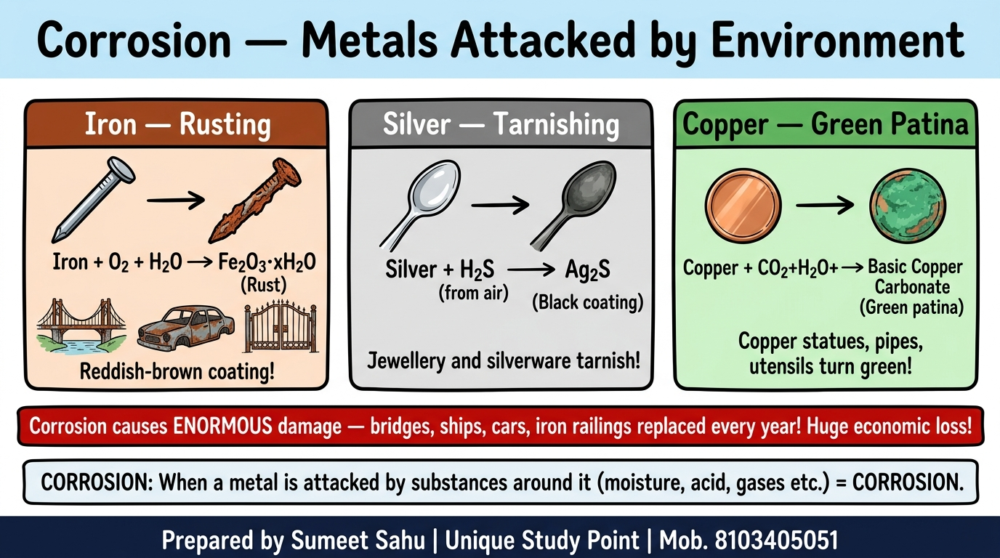 Corrosion — Metals Attacked by Environment
Iron — Rusting
Iron + O₂ + H₂O ⟶ Fe₂O₃·xH₂O
(Rust)
Reddish-brown coating!
Silver — Tarnishing
Silver + H₂S ⟶ Ag₂S
(from air)
(Black coating)
Jewellery and silverware tarnish!
Copper — Green Patina
Copper + CO₂+H₂O+ → Basic Copper
Carbonate
(Green patina)
Copper statues, pipes,
utensils turn green!
Corrosion causes ENORMOUS damage — bridges, ships, cars, iron railings replaced every year! Huge economic loss!
CORROSION: When a metal is attacked by substances around it (moisture, acid, gases etc.) = CORROSION.
Prepared by Sumeet Sahu | Unique Study Point | Mob. 8103405051